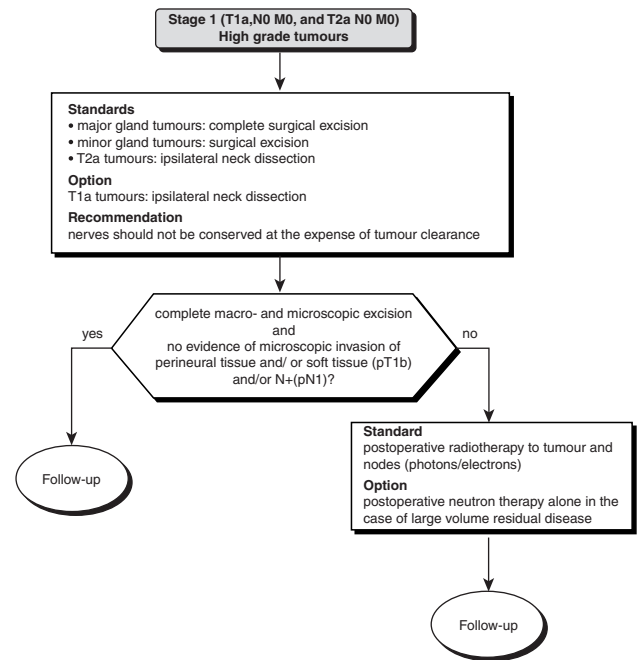 Stage 1 (T1a,N0 M0, and T2a N0 M0)
High grade tumours
Standards
• major gland tumours: complete surgical excision
• minor gland tumours: surgical excision
• T2a tumours: ipsilateral neck dissection
Option
T1a tumours: ipsilateral neck dissection
Recommendation
nerves should not be conserved at the expense of tumour clearance
complete macro- and microscopic excision
and
no evidence of microscopic invasion of
perineural tissue and/ or soft tissue (pT1b)
and/or N+(pN1)?
yes
no
Follow-up
Standard
postoperative radiotherapy to tumour and
nodes (photons/electrons)
Option
postoperative neutron therapy alone in the
case of large volume residual disease
Follow-up